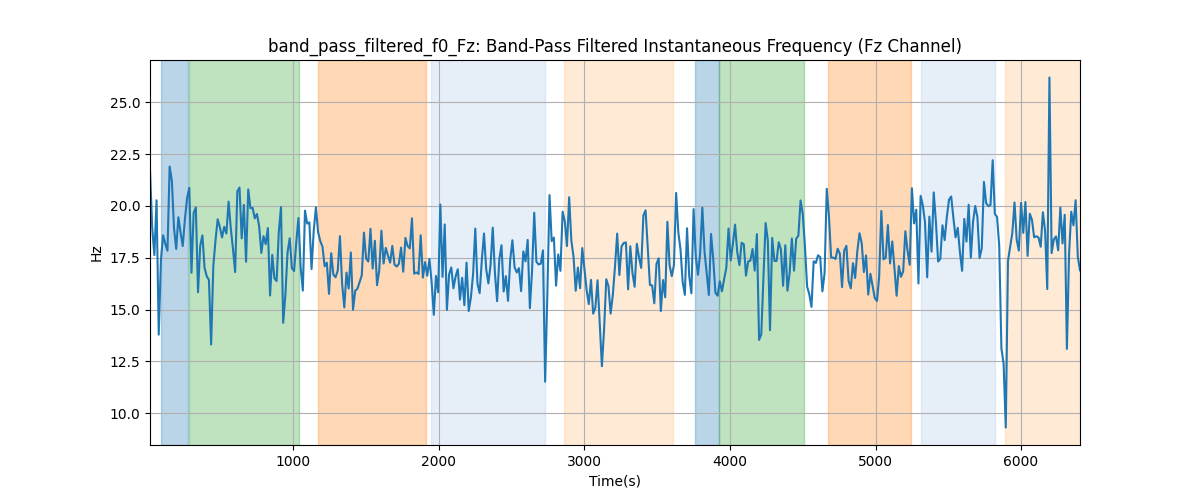 band_pass_filtered_f0_Fz: Band-Pass Filtered Instantaneous Frequency (Fz Channel)
25.0
22.5
20.0
17.5
15.0
12.5
10.0
Hz
1000 2000 3000 4000 5000 6000
Time(s)